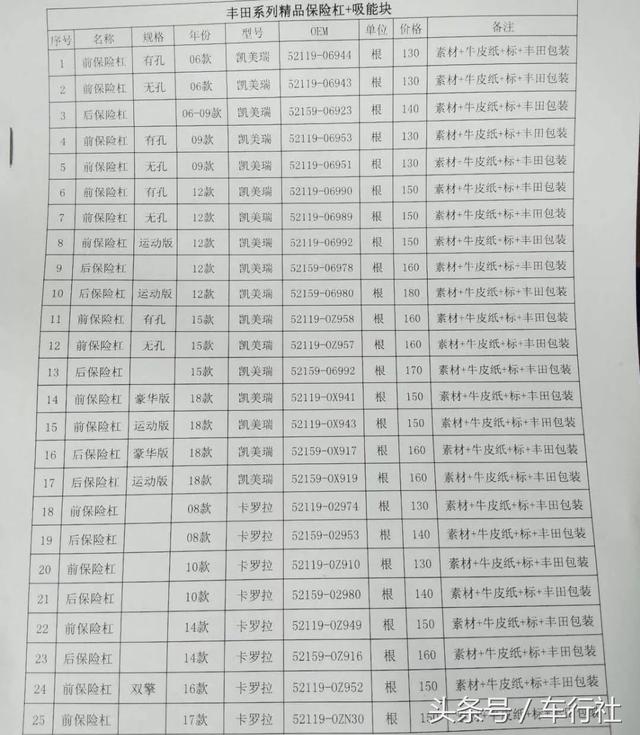 丰田系列精品保险杠+吸能块
序号 名称 规格 年份 型号 OEM 单位 价格 备注
1 前保险杠 有孔 06款 凯美瑞 52119-06944 根 130 素材+牛皮纸+标+丰田包装
2 前保险杠 无孔 06款 凯美瑞 52119-06943 根 130 素材+牛皮纸+标+丰田包装
3 后保险杠 06-09款 凯美瑞 52159-06923 根 140 素材+牛皮纸+标+丰田包装
4 前保险杠 有孔 09款 凯美瑞 52119-06953 根 130 素材+牛皮纸+标+丰田包装
5 前保险杠 无孔 09款 凯美瑞 52119-06951 根 130 素材+牛皮纸+标+丰田包装
6 前保险杠 有孔 12款 凯美瑞 52119-06990 根 150 素材+牛皮纸+标+丰田包装
7 前保险杠 无孔 12款 凯美瑞 52119-06989 根 150 素材+牛皮纸+标+丰田包装
8 前保险杠 运动版 12款 凯美瑞 52119-06992 根 150 素材+牛皮纸+标+丰田包装
9 后保险杠 12款 凯美瑞 52159-06978 根 160 素材+牛皮纸+标+丰田包装
10 后保险杠 运动版 12款 凯美瑞 52159-06980 根 180 素材+牛皮纸+标+丰田包装
11 前保险杠 有孔 15款 凯美瑞 52119-0Z958 根 160 素材+牛皮纸+标+丰田包装
12 前保险杠 无孔 15款 凯美瑞 52119-0Z957 根 160 素材+牛皮纸+标+丰田包装
13 后保险杠 15款 凯美瑞 52159-06992 根 170 素材+牛皮纸+标+丰田包装
14 前保险杠 豪华版 18款 凯美瑞 52119-0X941 根 150 素材+牛皮纸+标+丰田包装
15 前保险杠 运动版 18款 凯美瑞 52119-0X943 根 150 素材+牛皮纸+标+丰田包装
16 后保险杠 豪华版 18款 凯美瑞 52159-0X917 根 160 素材+牛皮纸+标+丰田包装
17 后保险杠 运动版 18款 凯美瑞 52159-0X919 根 160 素材+牛皮纸+标+丰田包装
18 前保险杠 08款 卡罗拉 52119-02974 根 130 素材+牛皮纸+标+丰田包装
19 后保险杠 08款 卡罗拉 52159-02953 根 140 素材+牛皮纸+标+丰田包装
20 前保险杠 10款 卡罗拉 52119-0Z910 根 130 素材+牛皮纸+标+丰田包装
21 后保险杠 10款 卡罗拉 52159-02980 根 140 素材+牛皮纸+标+丰田包装
22 前保险杠 14款 卡罗拉 52119-0Z949 根 150 素材+牛皮纸+标+丰田包装
23 后保险杠 14款 卡罗拉 52159-0Z916 根 160 素材+牛皮纸+标+丰田包装
24 前保险杠 双擎 16款 卡罗拉 52119-0Z952 根 150 素材+牛皮纸+标+丰田包装
25 前保险杠 17款 卡罗拉 52119-0ZN30 根
头条号/车行社